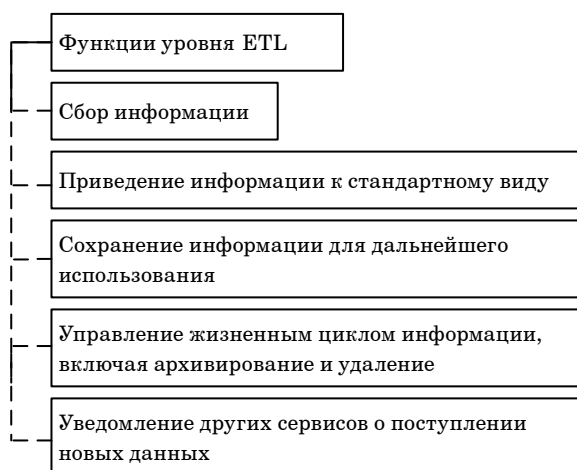 Функции уровня ETL
Сбор информации
Приведение информации к стандартному виду
Сохранение информации для дальнейшего
использования
Управление жизненным циклом информации,
включая архивирование и удаление
Уведомление других сервисов о поступлении
новых данных